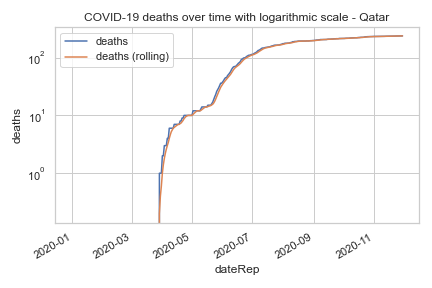 COVID-19 deaths over time with logarithmic scale - Qatar
deaths
deaths (rolling)
10²
10¹
10⁰
deaths
2020-01
2020-03
2020-05
2020-07
2020-09
2020-11
dateRep